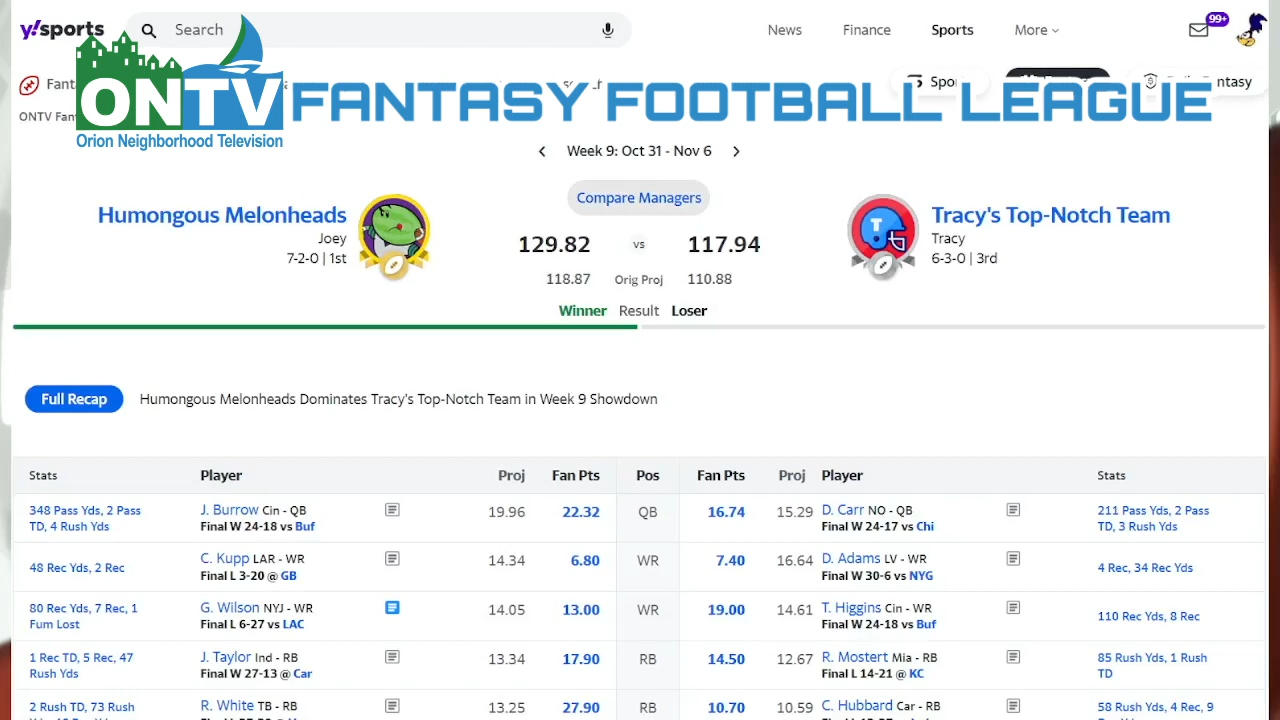 y!sports
Search
News Finance Sports More
99+
ONTV
Orion Neighborhood Television
FANTASY FOOTBALL LEAGUE
ONTV
Week 9: Oct 31 - Nov 6
Compare Managers
Humongous Melonheads
Joey
7-2-0 | 1st
129.82 vs 117.94
118.87 Orig Proj 110.88
Winner Result Loser
T
Tracy's Top-Notch Team
Tracy
6-3-0 | 3rd
Full Recap Humongous Melonheads Dominates Tracy's Top-Notch Team in Week 9 Showdown
Stats Player Proj Fan Pts Pos Fan Pts Proj Player Stats
348 Pass Yds, 2 Pass J. Burrow Cin - QB 19.96 22.32 QB 16.74 15.29 D. Carr NO - QB 211 Pass Yds, 2 Pass
TD, 4 Rush Yds Final W 24-18 vs Buf Final W 24-17 vs Chi TD, 3 Rush Yds
48 Rec Yds, 2 Rec C. Kupp LAR - WR 14.34 6.80 WR 7.40 16.64 D. Adams LV - WR 4 Rec, 34 Rec Yds
Final L 3-20 @ GB Final W 30-6 vs NYG
80 Rec Yds, 7 Rec, 1 G. Wilson NYJ - WR 14.05 13.00 WR 19.00 14.61 T. Higgins Cin - WR 110 Rec Yds, 8 Rec
Fum Lost Final L 6-27 vs LAC Final W 24-18 vs Buf
1 Rec TD, 5 Rec, 47 J. Taylor Ind - RB 13.34 17.90 RB 14.50 12.67 R. Mostert Mia - RB 85 Rush Yds, 1 Rush
Rush Yds Final W 27-13 @ Car Final L 14-21 @ KC TD
2 Rush TD, 73 Rush R. White TB - RB 13.25 27.90 RB 10.70 10.59 C. Hubbard Car - RB 58 Rush Yds, 4 Rec, 9